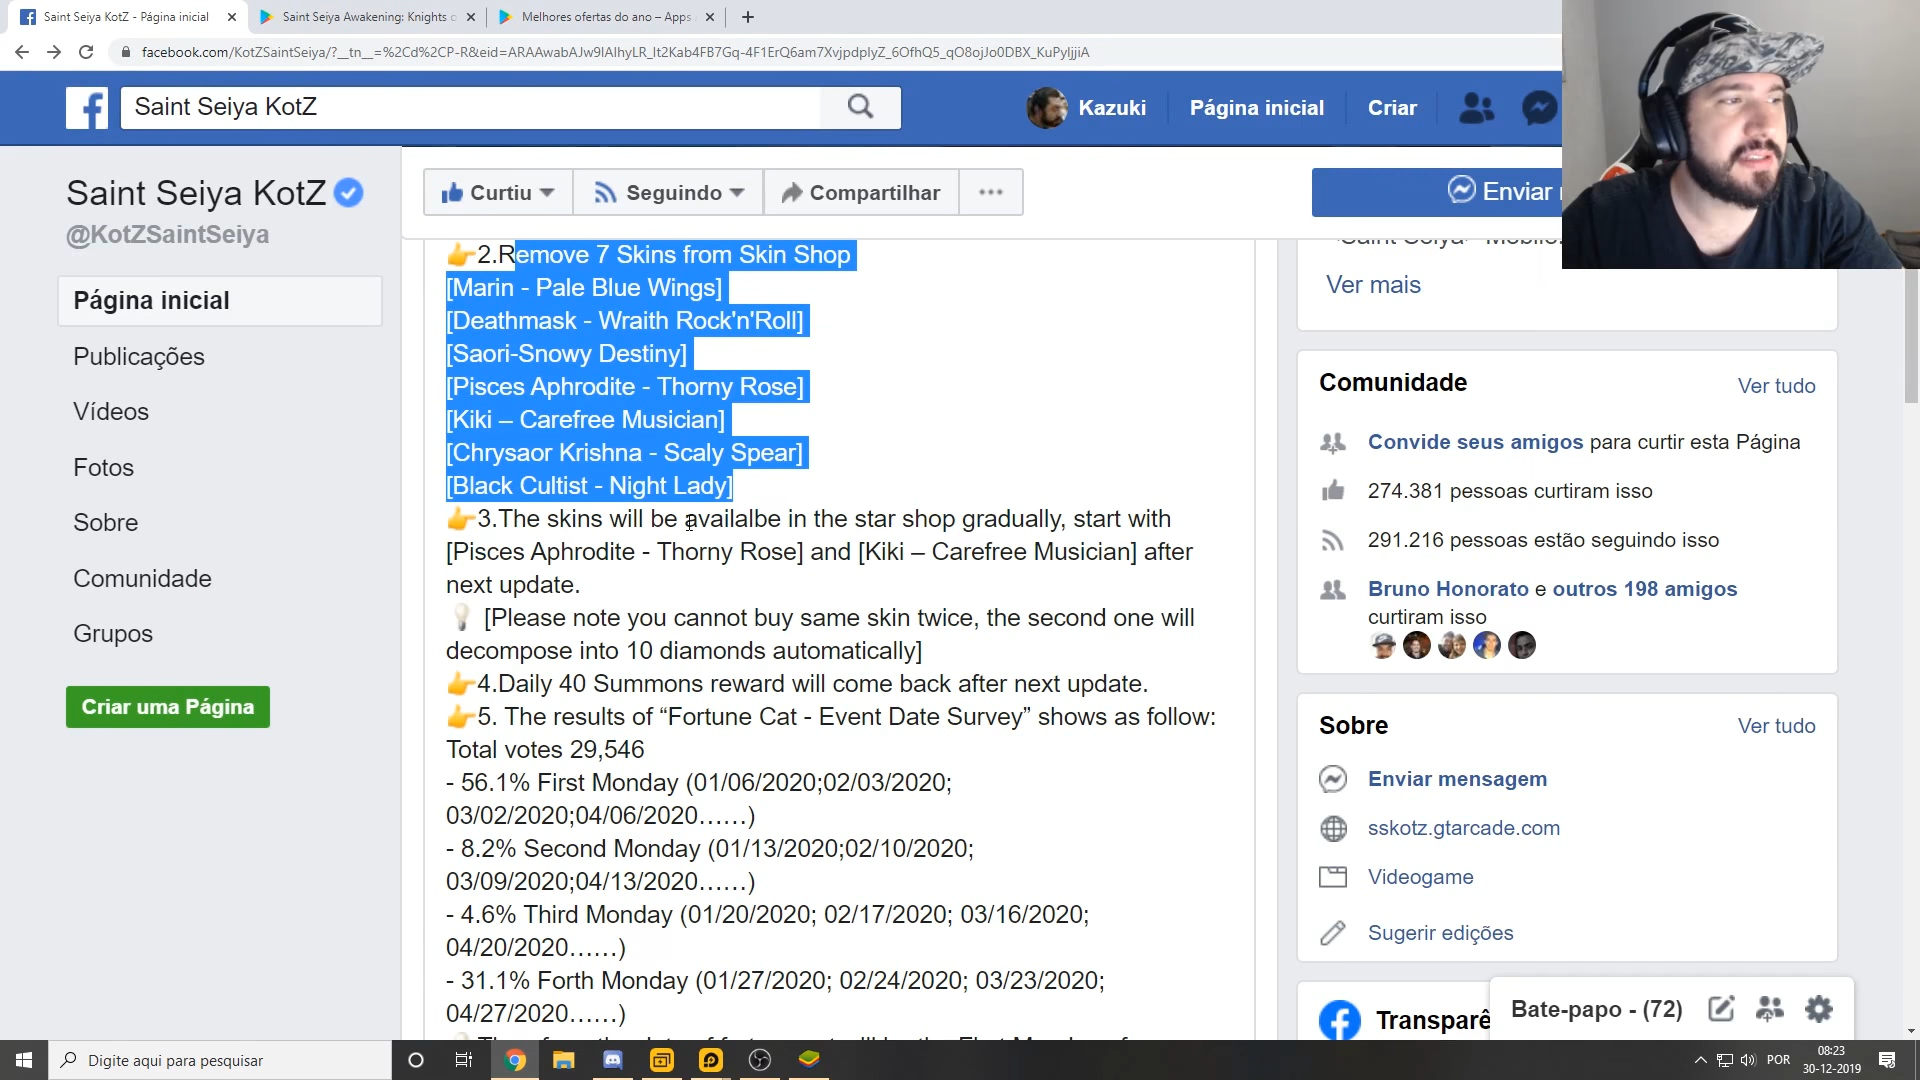 Saint Seiya KotZ - Página inicial
Saint Seiya Awakening: Knights o
Melhores ofertas do ano – Apps
facebook.com/KotZSaintSeiya/?__tn__=%2Cd%2CP-R&eid=
Saint Seiya KotZ
Kazuki
Página inicial
Criar
Saint Seiya KotZ
@KotZSaintSeiya
Página inicial
Publicações
Vídeos
Fotos
Sobre
Comunidade
Grupos
Criar uma Página
Curtiu
Seguindo
Compartilhar
Enviar
👉2.Remove 7 Skins from Skin Shop
[Marin - Pale Blue Wings]
[Deathmask - Wraith Rock'n'Roll]
[Saori-Snowy Destiny]
[Pisces Aphrodite - Thorny Rose]
[Kiki – Carefree Musician]
[Chrysaor Krishna - Scaly Spear]
[Black Cultist - Night Lady]
👉3.The skins will be availalbe in the star shop gradually, start with
[Pisces Aphrodite - Thorny Rose] and [Kiki – Carefree Musician] after
next update.
💡 [Please note you cannot buy same skin twice, the second one will
decompose into 10 diamonds automatically]
👉4.Daily 40 Summons reward will come back after next update.
👉5. The results of “Fortune Cat - Event Date Survey” shows as follow:
Total votes 29,546
- 56.1% First Monday (01/06/2020;02/03/2020;
03/02/2020;04/06/2020……)
- 8.2% Second Monday (01/13/2020;02/10/2020;
03/09/2020;04/13/2020……)
- 4.6% Third Monday (01/20/2020; 02/17/2020; 03/16/2020;
04/20/2020……)
- 31.1% Forth Monday (01/27/2020; 02/24/2020; 03/23/2020;
04/27/2020……)
Ver mais
Comunidade
Ver tudo
Convide seus amigos para curtir esta Página
274.381 pessoas curtiram isso
291.216 pessoas estão seguindo isso
Bruno Honorato e outros 198 amigos
curtiram isso
Sobre
Ver tudo
Enviar mensagem
sskotz.gtarcade.com
Videogame
Sugerir edições
Transparê
Bate-papo - (72)
Digite aqui para pesquisar
POR
08:23
30-12-2019